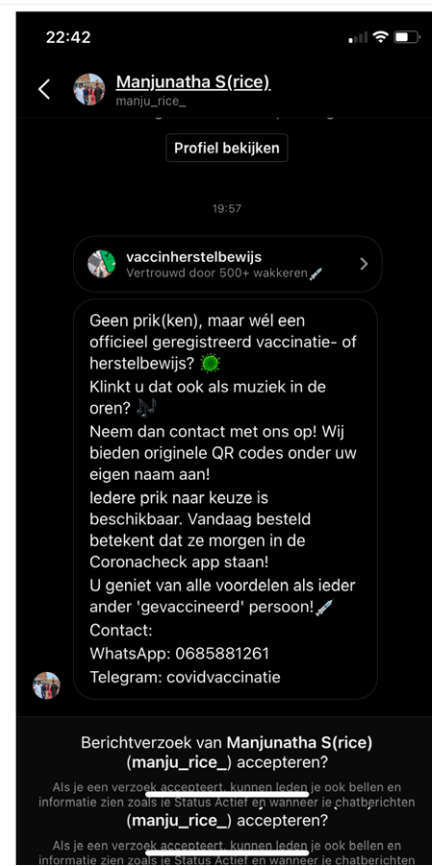 22:42
Manjunatha S(rice)
manju_rice_
Profiel bekijken
19:57
vaccinherstelbewijs
Vertrouwd door 500+ wakkeren
Geen prik(ken), maar wél een
officieel geregistreerd vaccinatie- of
herstelbewijs?
Klinkt u dat ook als muziek in de
oren?
Neem dan contact met ons op! Wij
bieden originele QR codes onder uw
eigen naam aan!
Iedere prik naar keuze is
beschikbaar. Vandaag besteld
betekent dat ze morgen in de
Coronacheck app staan!
U geniet van alle voordelen als ieder
ander 'gevaccineerd' persoon!
Contact:
WhatsApp: 0685881261
Telegram: covidvaccinatie
Berichtverzoek van Manjunatha S(rice)
(manju_rice_) accepteren?
Als je een verzoek accepteert, kunnen leden je ook bellen en
informatie zien zoals je Status Actief en wanneer je chatberichten
(manju_rice_) accepteren?
Als je een verzoek accepteert, kunnen leden je ook bellen en
informatie zien zoals je Status Actief en wanneer je chatberichten